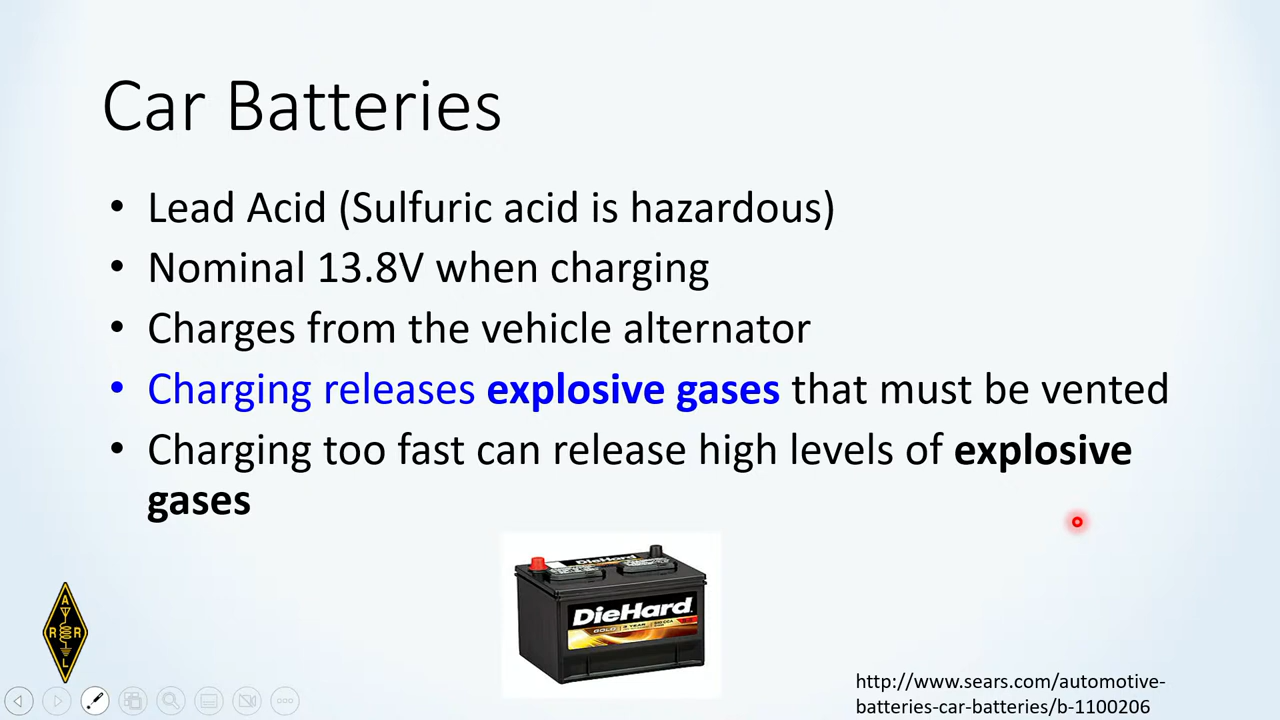 Car Batteries
• Lead Acid (Sulfuric acid is hazardous)
• Nominal 13.8V when charging
• Charges from the vehicle alternator
• Charging releases explosive gases that must be vented
• Charging too fast can release high levels of explosive
gases
DieHard
DieHard
GOLD
A
R R
L
http://www.sears.com/automotive-
batteries-car-batteries/b-1100206